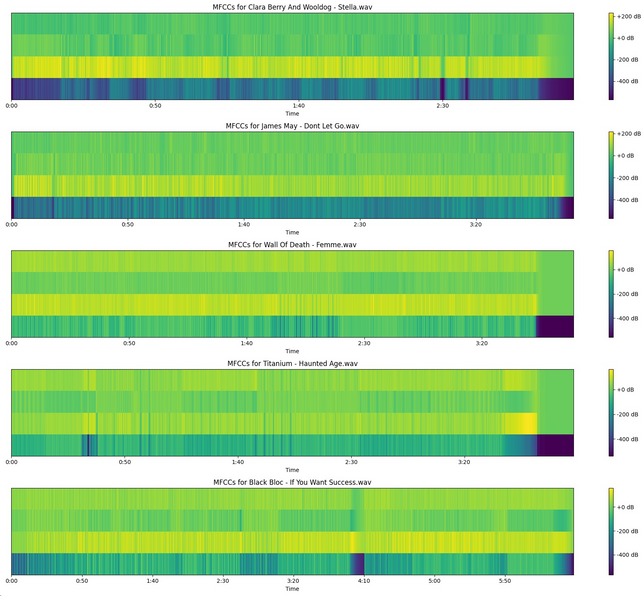 MFCCs for Clara Berry And Wooldog - Stella.wav
+200 dB
+0 dB
-200 dB
-400 dB
0:00 0:50 1:40 2:30
Time
MFCCs for James May - Dont Let Go.wav
+200 dB
+0 dB
-200 dB
-400 dB
0:00 0:50 1:40 2:30 3:20
Time
MFCCs for Wall Of Death - Femme.wav
+0 dB
-200 dB
-400 dB
0:00 0:50 1:40 2:30 3:20
Time
MFCCs for Titanium - Haunted Age.wav
+0 dB
-200 dB
-400 dB
0:00 0:50 1:40 2:30 3:20
Time
MFCCs for Black Bloc - If You Want Success.wav
+0 dB
-200 dB
-400 dB
0:00 0:50 1:40 2:30 3:20 4:10 5:00 5:50
Time